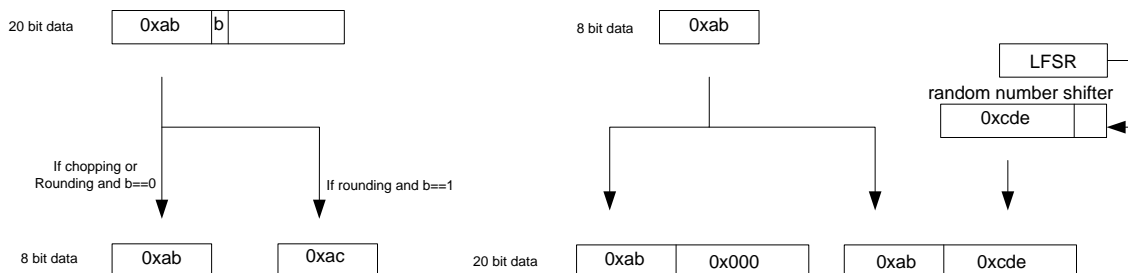 20 bit data
0xab
b
If chopping or
Rounding and b==0
If rounding and b==1
8 bit data
0xab
0xac
8 bit data
0xab
LFSR
random number shifter
0xcde
20 bit data
0xab
0x000
0xab
0xcde